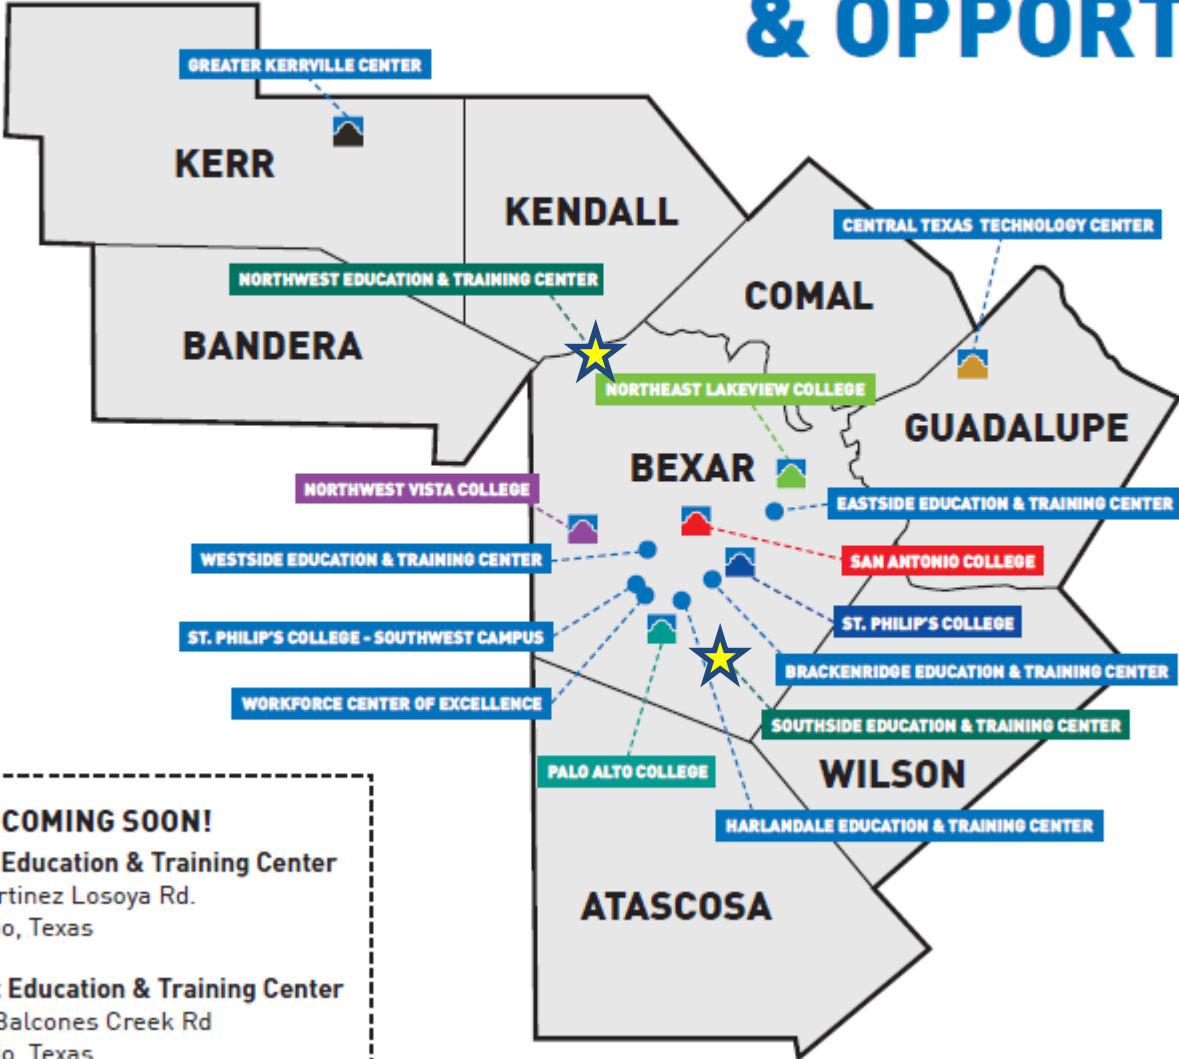 & OPPORT
GREATER KERRVILLE CENTER
KERR
KENDALL
CENTRAL TEXAS TECHNOLOGY CENTER
NORTHWEST EDUCATION & TRAINING CENTER
COMAL
BANDERA
NORTHEAST LAKEVIEW COLLEGE
GUADALUPE
BEXAR
NORTHWEST VISTA COLLEGE
EASTSIDE EDUCATION & TRAINING CENTER
WESTSIDE EDUCATION & TRAINING CENTER
SAN ANTONIO COLLEGE
ST. PHILIP'S COLLEGE
ST. PHILIP'S COLLEGE - SOUTHWEST CAMPUS
BRACKENRIDGE EDUCATION & TRAINING CENTER
WORKFORCE CENTER OF EXCELLENCE
SOUTHSIDE EDUCATION & TRAINING CENTER
PALO ALTO COLLEGE
WILSON
HARLANDALE EDUCATION & TRAINING CENTER
ATASCOSA
COMING SOON!
Education & Training Center
rtinez Losoya Rd.
o, Texas
t Education & Training Center
Balcones Creek Rd
o, Texas